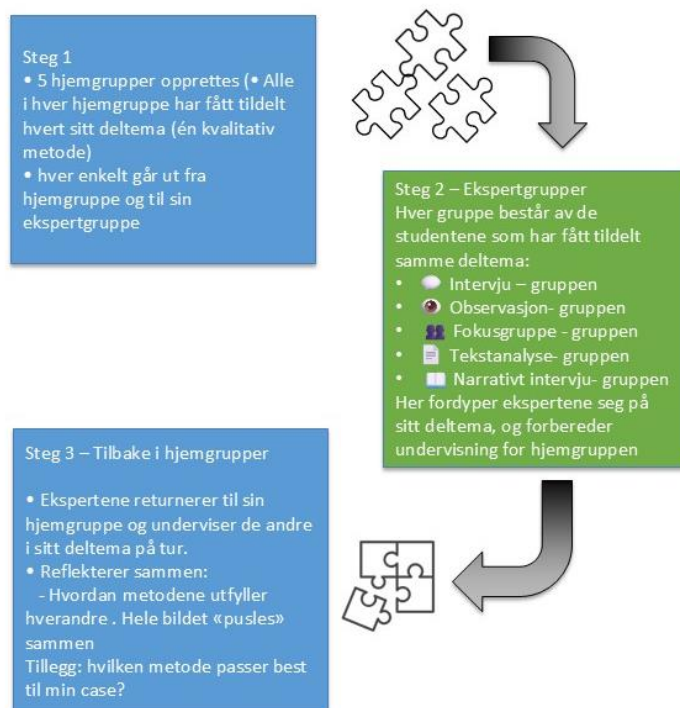 Steg 1
• 5 hjemgrupper opprettes (• Alle
i hver hjemgruppe har fått tildelt
hvert sitt deltema (én kvalitativ
metode)
• hver enkelt går ut fra
hjemgruppe og til sin
ekspertgruppe
Steg 2 – Ekspertgrupper
Hver gruppe består av de
studentene som har fått tildelt
samme deltema:
• Intervju – gruppen
• Observasjon- gruppen
• Fokusgruppe - gruppen
• Tekstanalyse- gruppen
• Narrativt intervju- gruppen
Her fordyper ekspertene seg på
sitt deltema, og forbereder
undervisning for hjemgruppen
Steg 3 – Tilbake i hjemgrupper
• Ekspertene returnerer til sin
hjemgruppe og underviser de andre
i sitt deltema på tur.
• Reflekterer sammen:
- Hvordan metodene utfyller
hverandre . Hele bildet «pusles»
sammen
Tillegg: hvilken metode passer best
til min case?